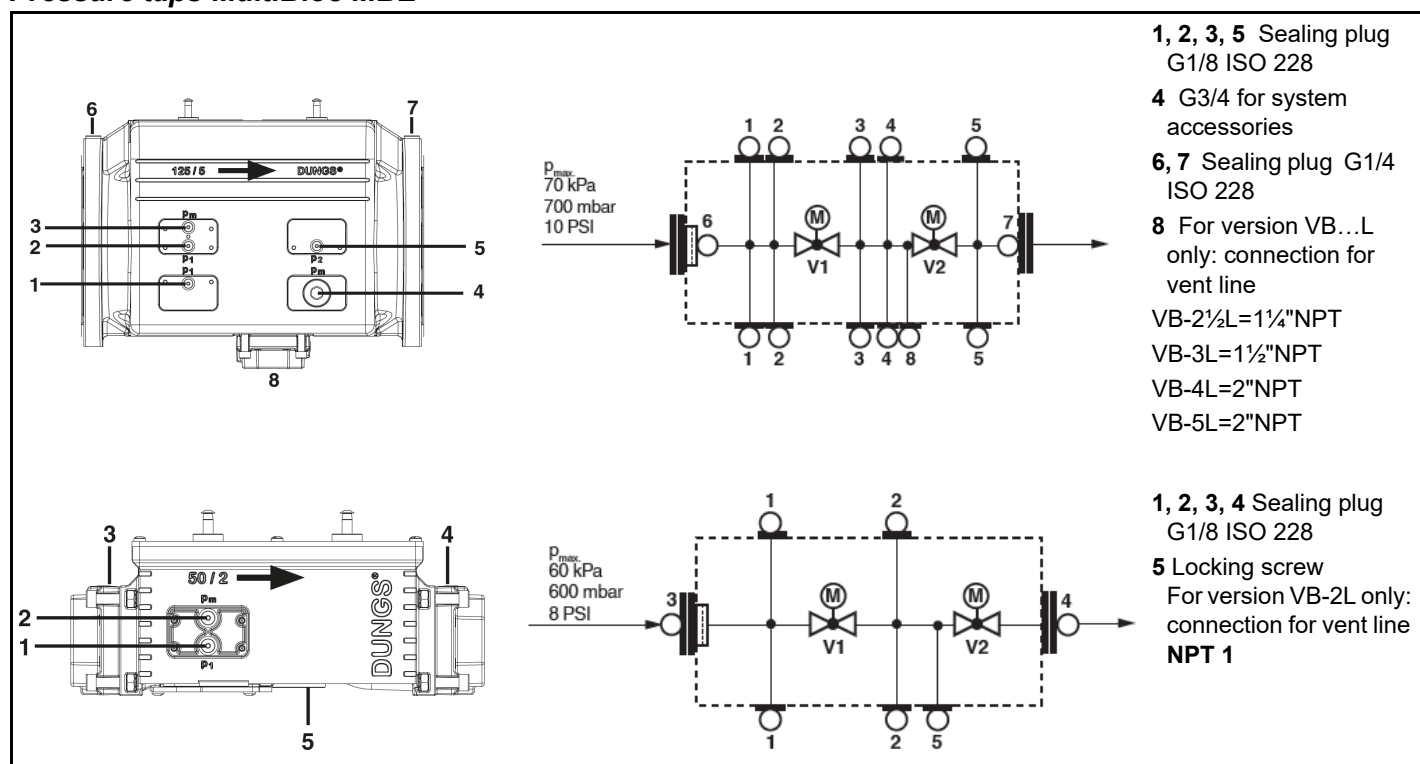 Pressure taps MultiBloc MBE
6
7
125 / 5
DUNGS®
Pm
3
2
P1
P1
1
5
P2
Pm
4
8
pmax.
70 kPa
700 mbar
10 PSI
1 2 3 4 5
6
M
M
7
V1
V2
1 2 3 4 8 5
1, 2, 3, 5 Sealing plug
G1/8 ISO 228
4 G3/4 for system
accessories
6, 7 Sealing plug G1/4
ISO 228
8 For version VB…L
only: connection for
vent line
VB-2½L=1¼"NPT
VB-3L=1½"NPT
VB-4L=2"NPT
VB-5L=2"NPT
3
4
50 / 2
DUNGS®
Pm
2
1
P1
5
pmax.
60 kPa
600 mbar
8 PSI
1 2
3
M
M
4
V1
V2
1 2 5
1, 2, 3, 4 Sealing plug
G1/8 ISO 228
5 Locking screw
For version VB-2L only:
connection for vent line
NPT 1